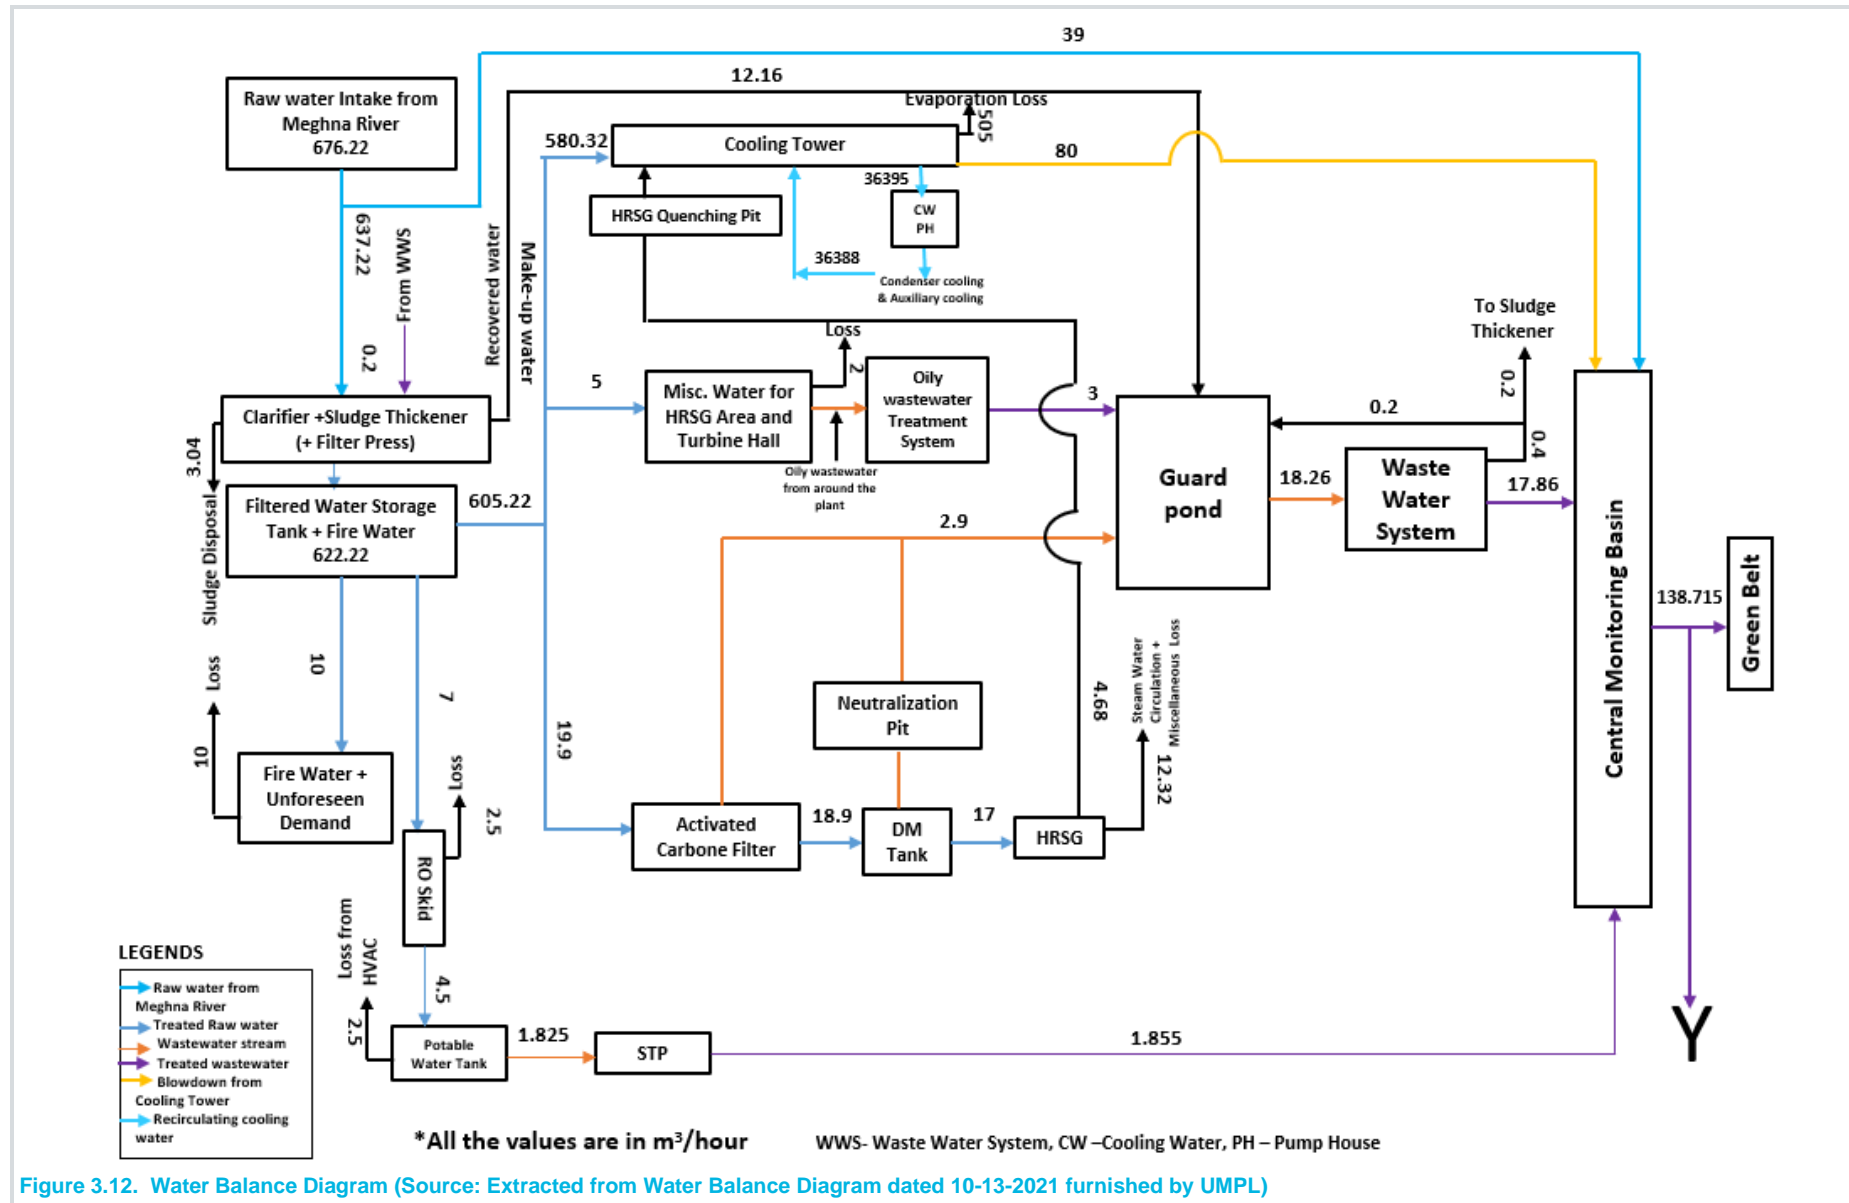 39
12.16
Raw water Intake from
Meghna River
676.22
Evaporation Loss
505
580.32
Cooling Tower
80
36395
HRSG Quenching Pit
CW
PH
637.22
From WWS
Recovered water
Make-up water
36388
Condenser cooling
& Auxiliary cooling
To Sludge
Thickener
Loss
0.2
5
2
Misc. Water for
HRSG Area and
Turbine Hall
Oily
wastewater
Treatment
System
3
0.2
0.2
0.4
Clarifier +Sludge Thickener
(+ Filter Press)
3.04
Sludge Disposal
Oily wastewater
from around the
plant
Guard
pond
18.26
Waste
Water
System
17.86
Filtered Water Storage
Tank + Fire Water
622.22
605.22
2.9
Central Monitoring Basin
138.715
Green Belt
10
7
Loss
10
Fire Water +
Unforeseen
Demand
19.9
Neutralization
Pit
4.68
Steam Water
Circulation +
Miscellaneous Loss
12.32
Loss
2.5
RO Skid
Activated
Carbone Filter
18.9
DM
Tank
17
HRSG
Loss from
HVAC
2.5
4.5
Potable
Water Tank
1.825
STP
1.855
Y
LEGENDS
Raw water from
Meghna River
Treated Raw water
Wastewater stream
Treated wastewater
Blowdown from
Cooling Tower
Recirculating cooling
water
*All the values are in m³/hour
WWS- Waste Water System, CW –Cooling Water, PH – Pump House
Figure 3.12. Water Balance Diagram (Source: Extracted from Water Balance Diagram dated 10-13-2021 furnished by UMPL)